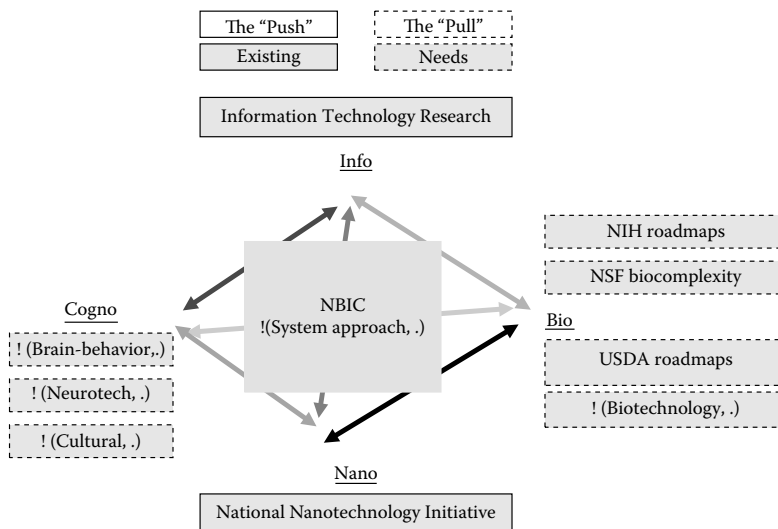 The “Push”
The “Pull”
Existing
Needs
Information Technology Research
Info
NIH roadmaps
NSF biocomplexity
NBIC
!(System approach, .)
Cogno
! (Brain-behavior,.)
! (Neurotech, .)
! (Cultural, .)
Bio
USDA roadmaps
! (Biotechnology, .)
Nano
National Nanotechnology Initiative